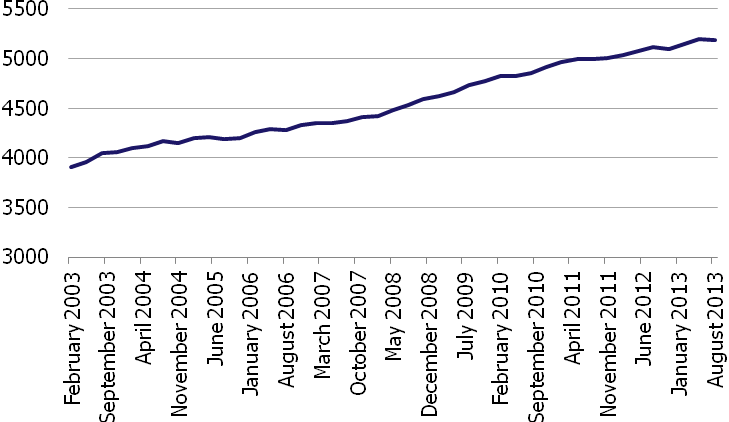 5500
5000
4500
4000
3500
3000
February 2003
September 2003
April 2004
November 2004
June 2005
January 2006
August 2006
March 2007
October 2007
May 2008
December 2008
July 2009
February 2010
September 2010
April 2011
November 2011
June 2012
January 2013
August 2013